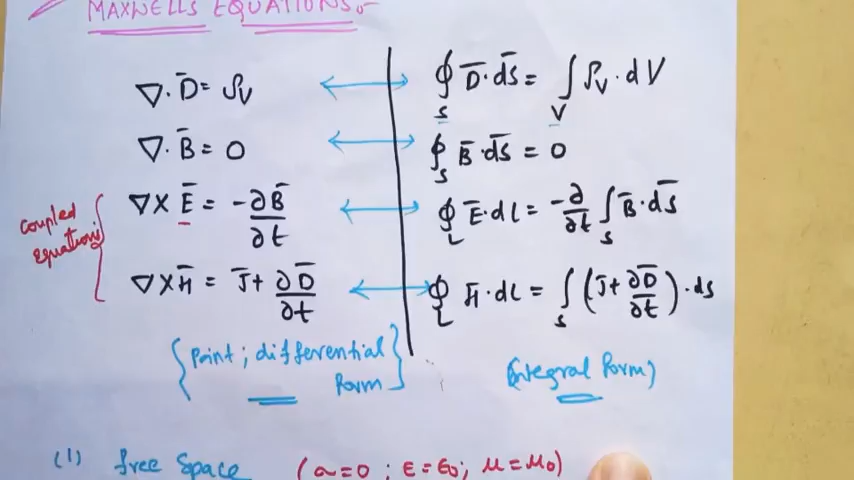 MAXWELLS EQUATIONS:-
∇. D̄ = ρV ⟷ ∮S D̄.dS̄ = ∫V ρV . dV
∇. B̄ = 0 ⟷ ∮S B̄.dS̄ = 0
∇X Ē = -∂B̄/∂t ⟷ ∮L Ē.dl = -∂/∂t ∫S B̄.dS̄
∇XH̄ = J̄+∂D̄/∂t ⟷ ∮L H̄.dl = ∫S (J̄+∂D̄/∂t).ds
coupled
equations
{Point ; differential
form}
(integral form)
(1) free space (σ=0 ; ε=ε0; μ=μ0)